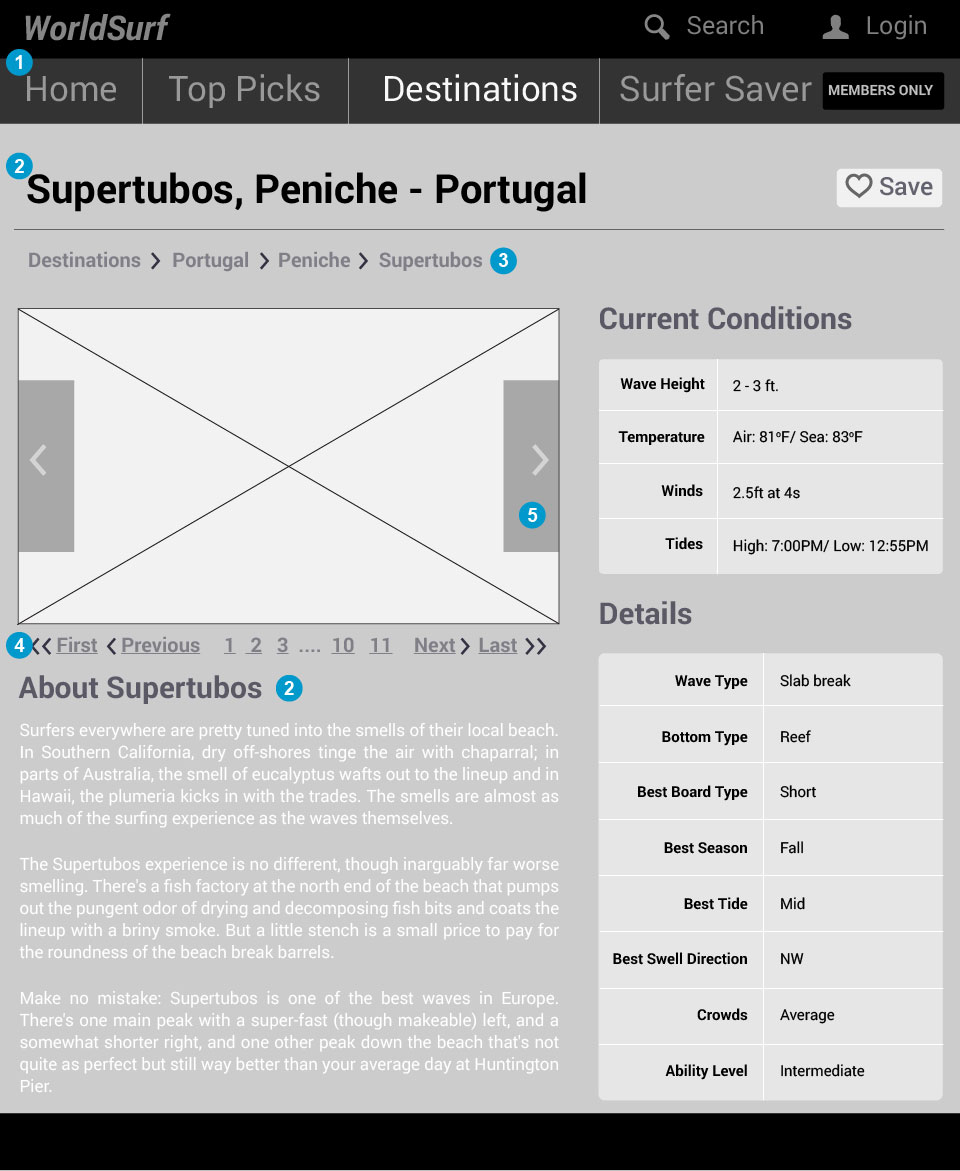 WorldSurf Search Login
1
Home Top Picks Destinations Surfer Saver MEMBERS ONLY
2
Supertubos, Peniche - Portugal Save
Destinations > Portugal > Peniche > Supertubos 3
5
4 << First < Previous 1 2 3 .... 10 11 Next > Last >>
About Supertubos 2
Surfers everywhere are pretty tuned into the smells of their local beach.
In Southern California, dry off-shores tinge the air with chaparral; in
parts of Australia, the smell of eucalyptus wafts out to the lineup and in
Hawaii, the plumeria kicks in with the trades. The smells are almost as
much of the surfing experience as the waves themselves.
The Supertubos experience is no different, though inarguably far worse
smelling. There's a fish factory at the north end of the beach that pumps
out the pungent odor of drying and decomposing fish bits and coats the
lineup with a briny smoke. But a little stench is a small price to pay for
the roundness of the beach break barrels.
Make no mistake: Supertubos is one of the best waves in Europe.
There's one main peak with a super-fast (though makeable) left, and a
somewhat shorter right, and one other peak down the beach that's not
quite as perfect but still way better than your average day at Huntington
Pier.
Current Conditions
Wave Height 2 - 3 ft.
Temperature Air: 81ºF/ Sea: 83ºF
Winds 2.5ft at 4s
Tides High: 7:00PM/ Low: 12:55PM
Details
Wave Type Slab break
Bottom Type Reef
Best Board Type Short
Best Season Fall
Best Tide Mid
Best Swell Direction NW
Crowds Average
Ability Level Intermediate